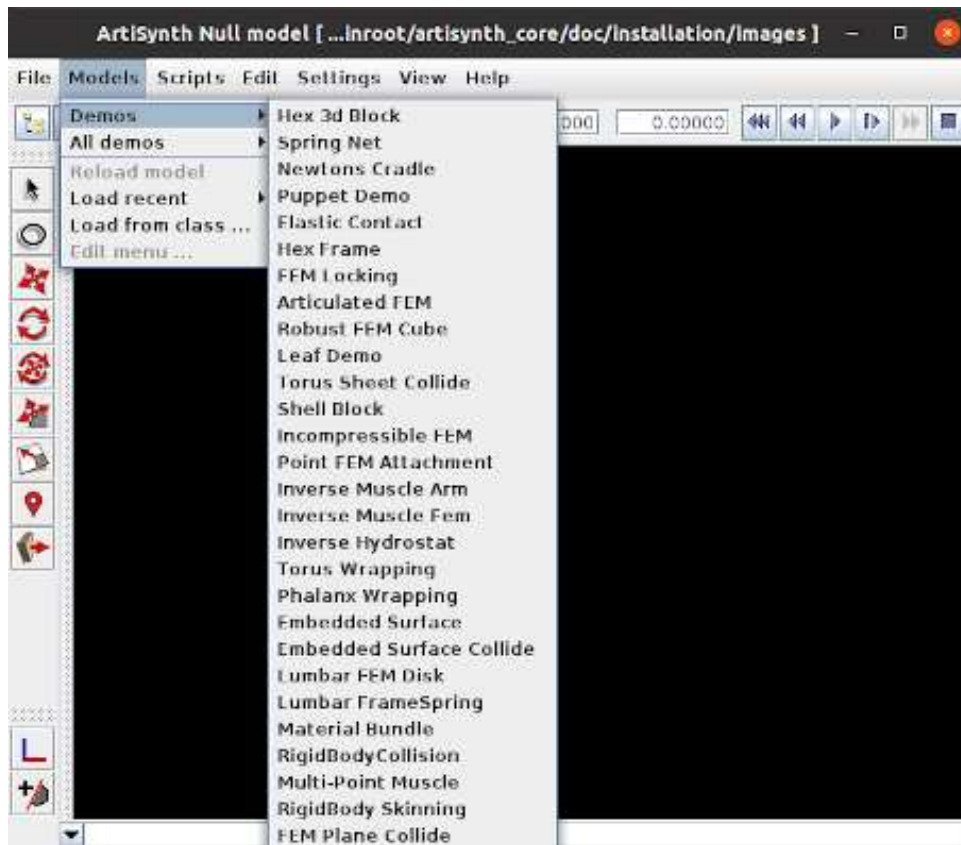 ArtiSynth Null model [ ...inroot/artisynth_core/doc/installation/images ]
File Models Scripts Edit Settings View Help
000 0.00000
Demos
All demos
Reload model
Load recent
Load from class ...
Edit menu ...
Hex 3d Block
Spring Net
Newtons Cradle
Puppet Demo
Elastic Contact
Hex Frame
FEM Locking
Articulated FEM
Robust FEM Cube
Leaf Demo
Torus Sheet Collide
Shell Block
Incompressible FEM
Point FEM Attachment
Inverse Muscle Arm
Inverse Muscle Fem
Inverse Hydrostat
Torus Wrapping
Phalanx Wrapping
Embedded Surface
Embedded Surface Collide
Lumbar FEM Disk
Lumbar FrameSpring
Material Bundle
RigidBodyCollision
Multi-Point Muscle
RigidBody Skinning
FEM Plane Collide